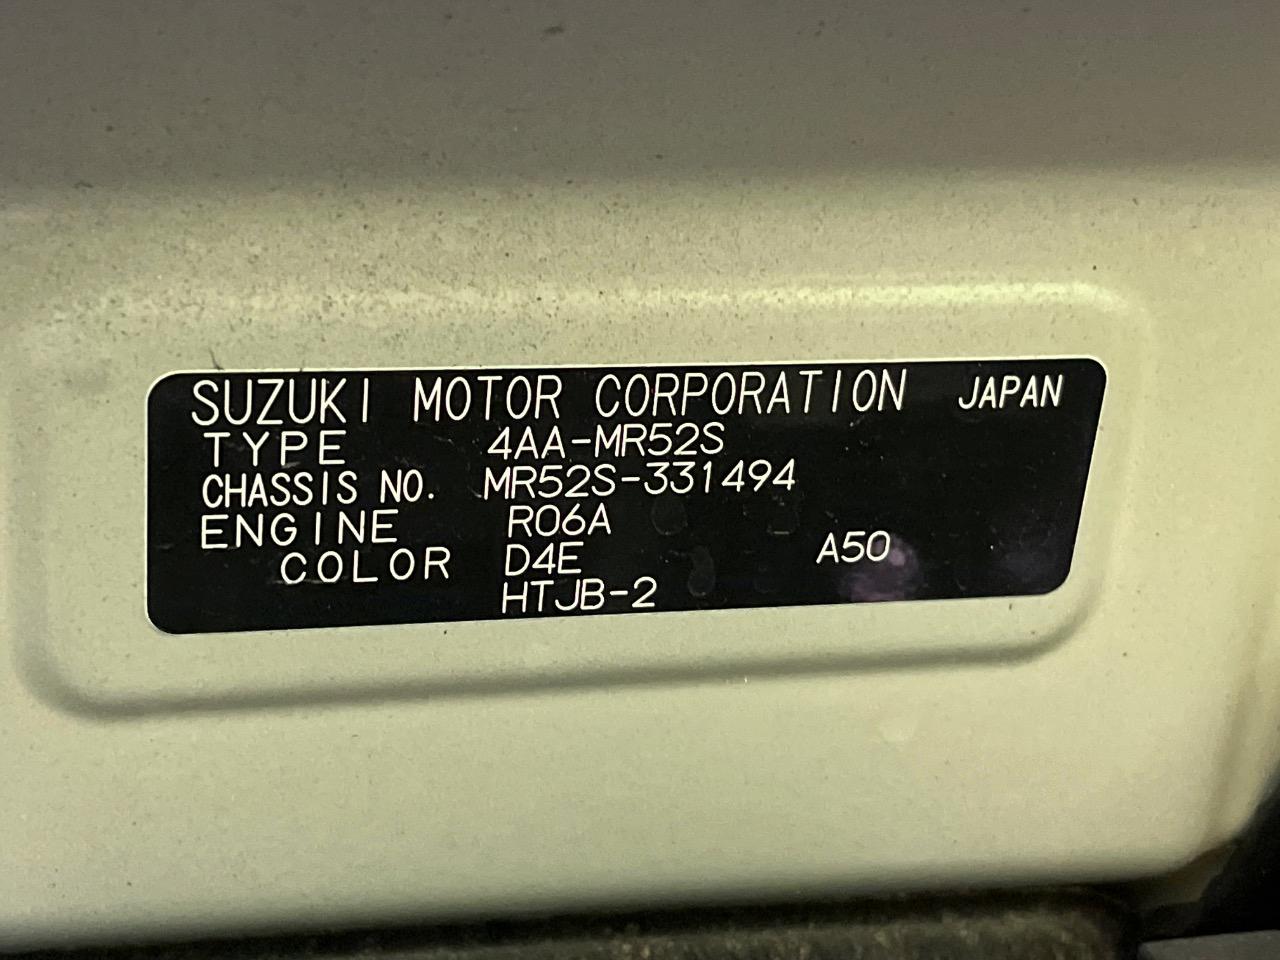 SUZUKI MOTOR CORPORATION JAPAN
TYPE 4AA-MR52S
CHASSIS NO. MR52S-331494
ENGINE R06A
COLOR D4E A50
HTJB-2